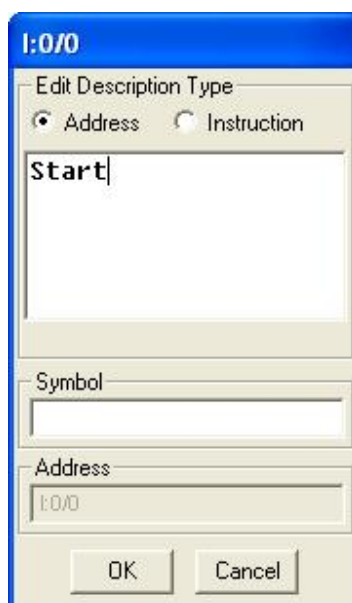 I:0/0
Edit Description Type
Address Instruction
Start
Symbol
Address
I:0/0
OK Cancel